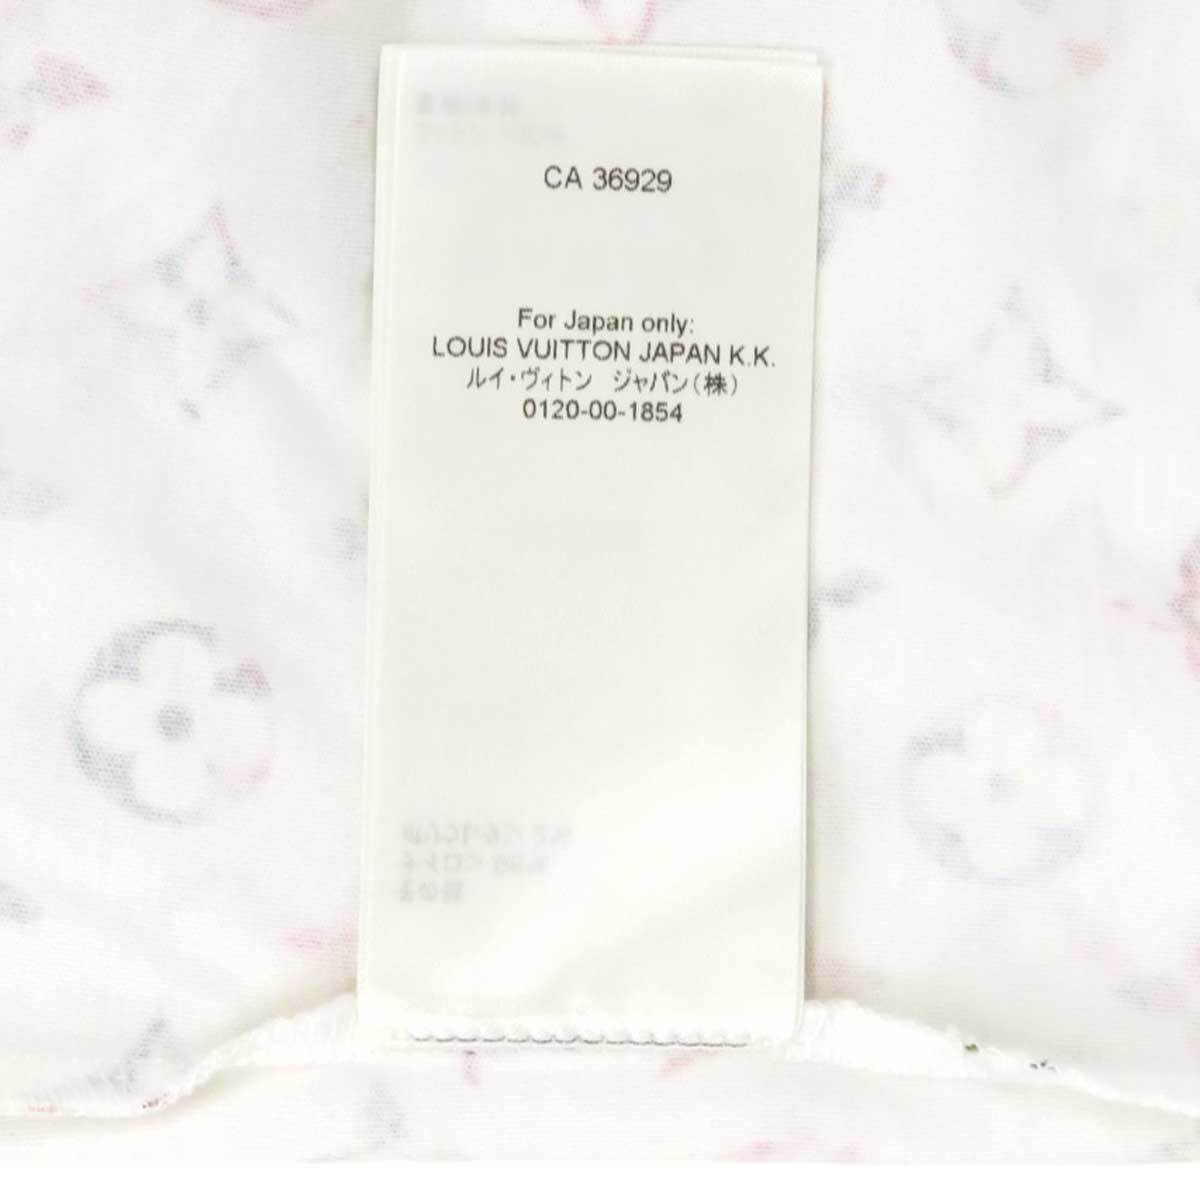 CA 36929
For Japan only:
LOUIS VUITTON JAPAN K.K.
ルイ・ヴィトン ジャパン(株)
0120-00-1854